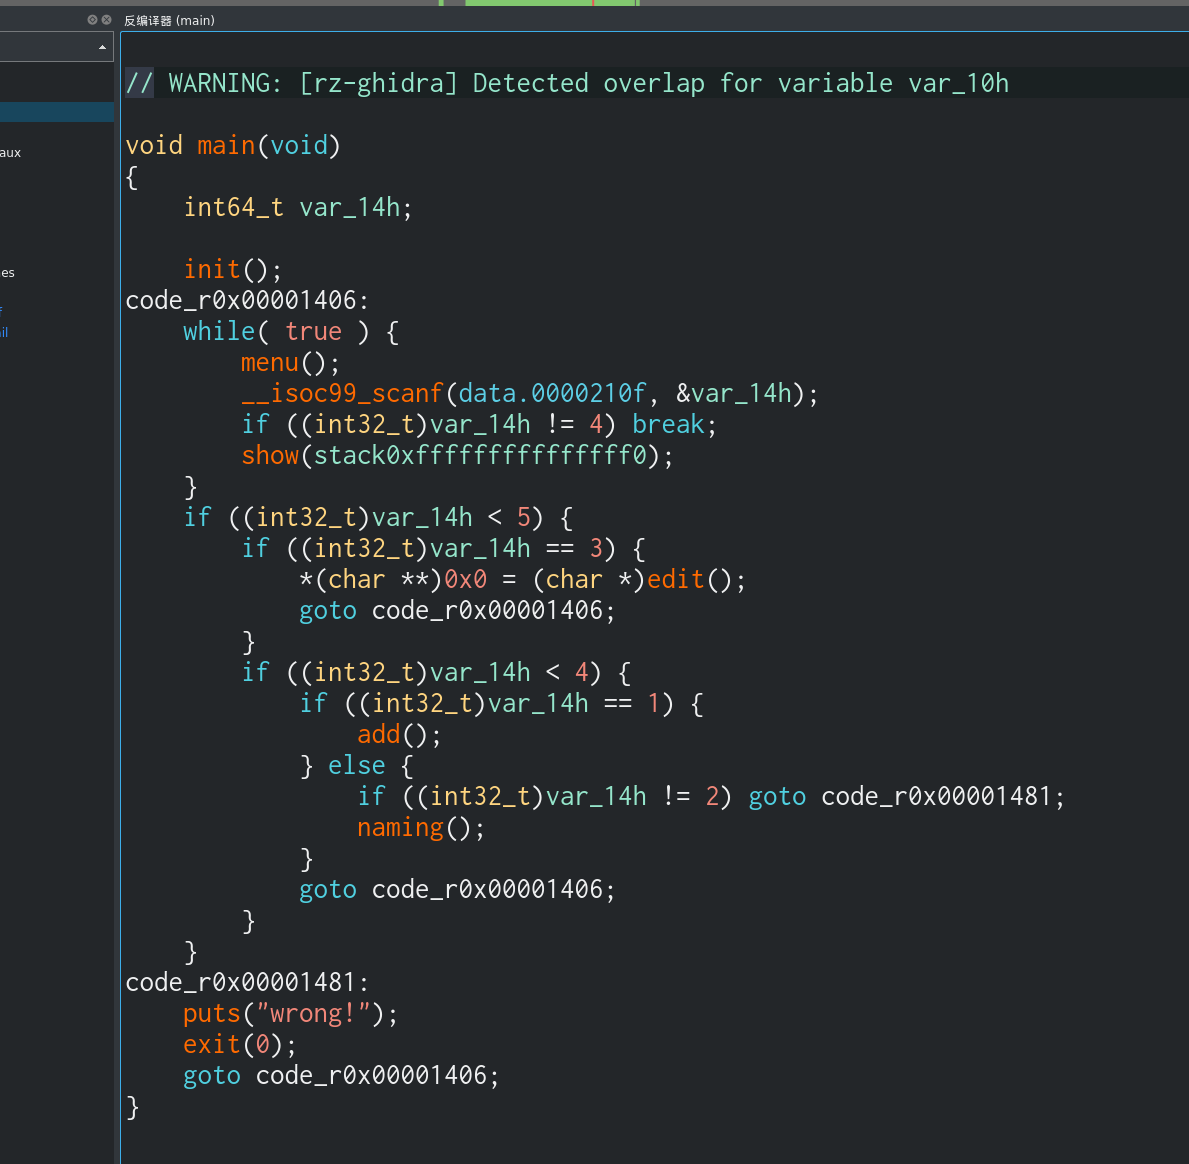 反编译器 (main)
// WARNING: [rz-ghidra] Detected overlap for variable var_10h
void main(void)
{
    int64_t var_14h;
    init();
code_r0x00001406:
    while( true ) {
        menu();
        __isoc99_scanf(data.0000210f, &var_14h);
        if ((int32_t)var_14h != 4) break;
        show(stack0xfffffffffffffff0);
    }
    if ((int32_t)var_14h < 5) {
        if ((int32_t)var_14h == 3) {
            *(char **)0x0 = (char *)edit();
            goto code_r0x00001406;
        }
        if ((int32_t)var_14h < 4) {
            if ((int32_t)var_14h == 1) {
                add();
            } else {
                if ((int32_t)var_14h != 2) goto code_r0x00001481;
                naming();
            }
            goto code_r0x00001406;
        }
    }
code_r0x00001481:
    puts("wrong!");
    exit(0);
    goto code_r0x00001406;
}
aux
es